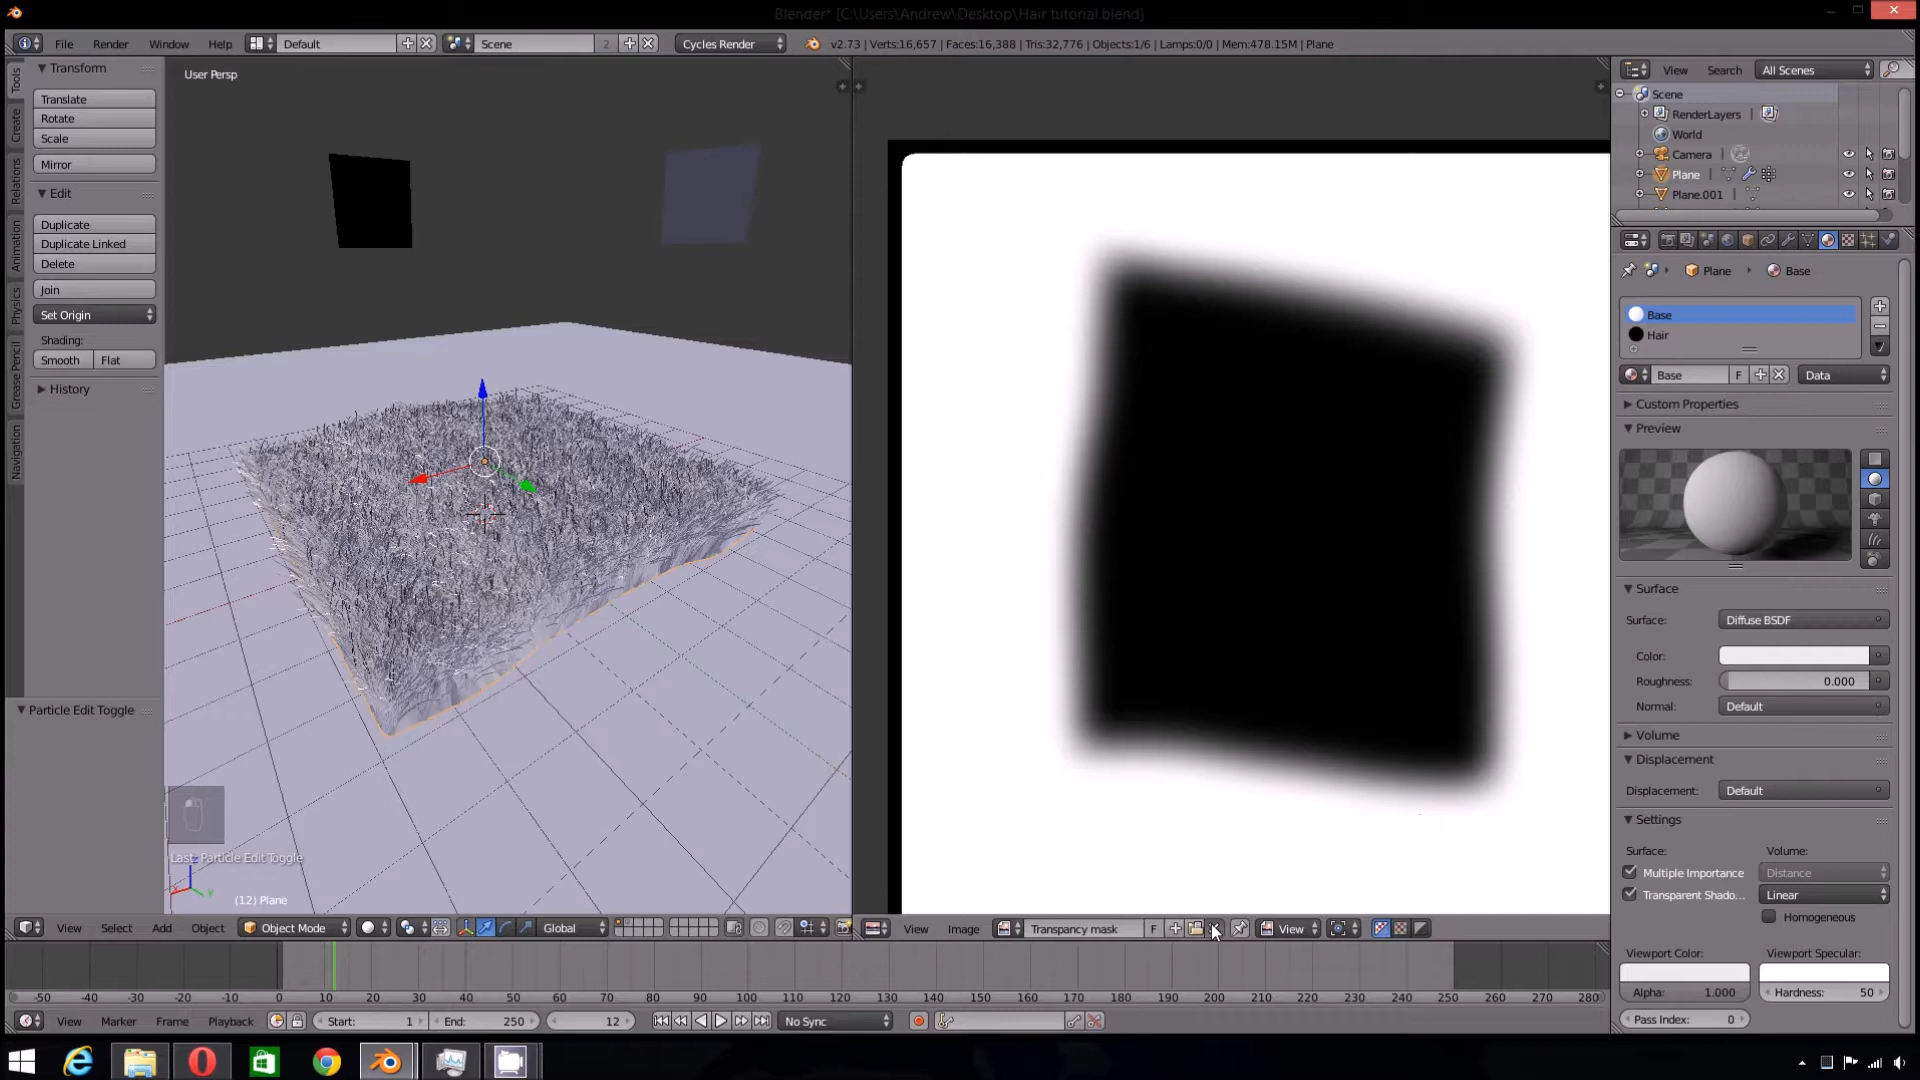 Blender* [C:\Users\Andrew\Desktop\Hair tutorial.blend]
File Render Window Help Default Scene 2 Cycles Render v2.73 | Verts:16,657 | Faces:16,388 | Tris:32,776 | Objects:1/6 | Lamps:0/0 | Mem:478.15M | Plane
Tools
Create
Relations
Animation
Physics
Grease Pencil
Navigation
Transform
Translate
Rotate
Scale
Mirror
Edit
Duplicate
Duplicate Linked
Delete
Join
Set Origin
Shading:
Smooth Flat
History
Particle Edit Toggle
User Persp
Last: Particle Edit Toggle
(12) Plane
View Select Add Object Object Mode Global
View Image Transpancy mask F View
View Search All Scenes
Scene
RenderLayers
World
Camera
Plane
Plane.001
Plane Base
Base
Hair
Base F Data
Custom Properties
Preview
Surface
Surface: Diffuse BSDF
Color:
Roughness: 0.000
Normal: Default
Volume
Displacement
Displacement: Default
Settings
Surface: Volume:
Multiple Importance Distance
Transparent Shado... Linear
Homogeneous
Viewport Color: Viewport Specular:
Alpha: 1.000 Hardness: 50
Pass Index: 0
-50 -40 -30 -20 -10 0 10 20 30 40 50 60 70 80 90 100 110 120 130 140 150 160 170 180 190 200 210 220 230 240 250 260 270 280
View Marker Frame Playback Start: 1 End: 250 12 No Sync